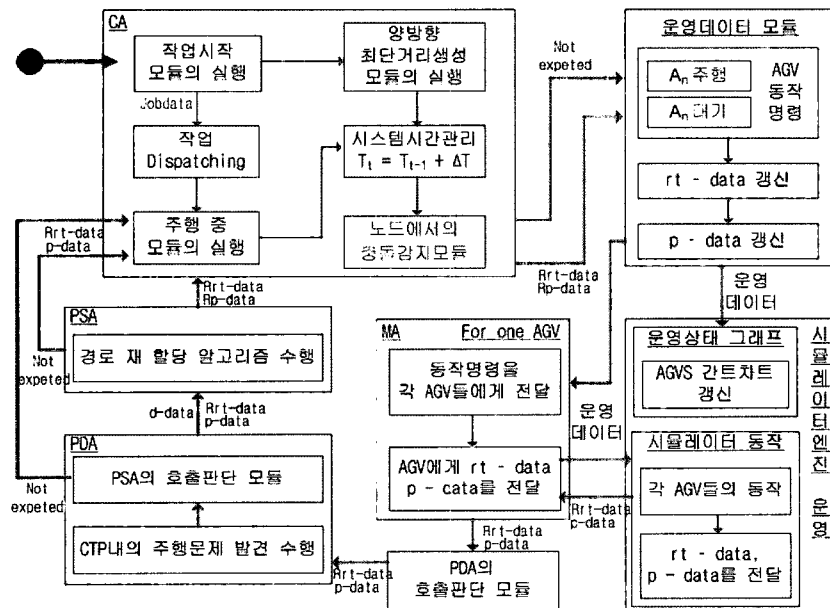 CA
작업시작
모듈의 실행
Jobdata
작업
Dispatching
주행 중
모듈의 실행
양방향
최단거리생성
모듈의 실행
시스템시간관리
T_t = T_{t-1} + ΔT
노드에서의
충돌감지모듈
Not
expeted
Rrt-data
Rp-data
운영데이터 모듈
A_n 주행
A_n 대기
AGV
동작
명령
rt - data 갱신
p - data 갱신
운영
데이터
Rrt-data
p-data
Rrt-data
Rp-data
PSA
경로 재 할당 알고리즘 수행
Not
expeted
d-data
Rrt-data
p-data
PDA
PSA의 호출판단 모듈
CTP내의 주행문제 발견 수행
Not
expeted
MA
For one AGV
동작명령을
각 AGV들에게 전달
AGV에게 rt - data
p - cata를 전달
운영
데이터
Rrt-data
p-data
Rrt-data
p-data
PDA의
호출판단 모듈
운영상태 그래프
AGVS 간트챠트
갱신
시뮬레이터 동작
각 AGV들의 동작
rt - data,
p - data를 전달
Rrt-data
c-data
시뮬레이터엔진 운영